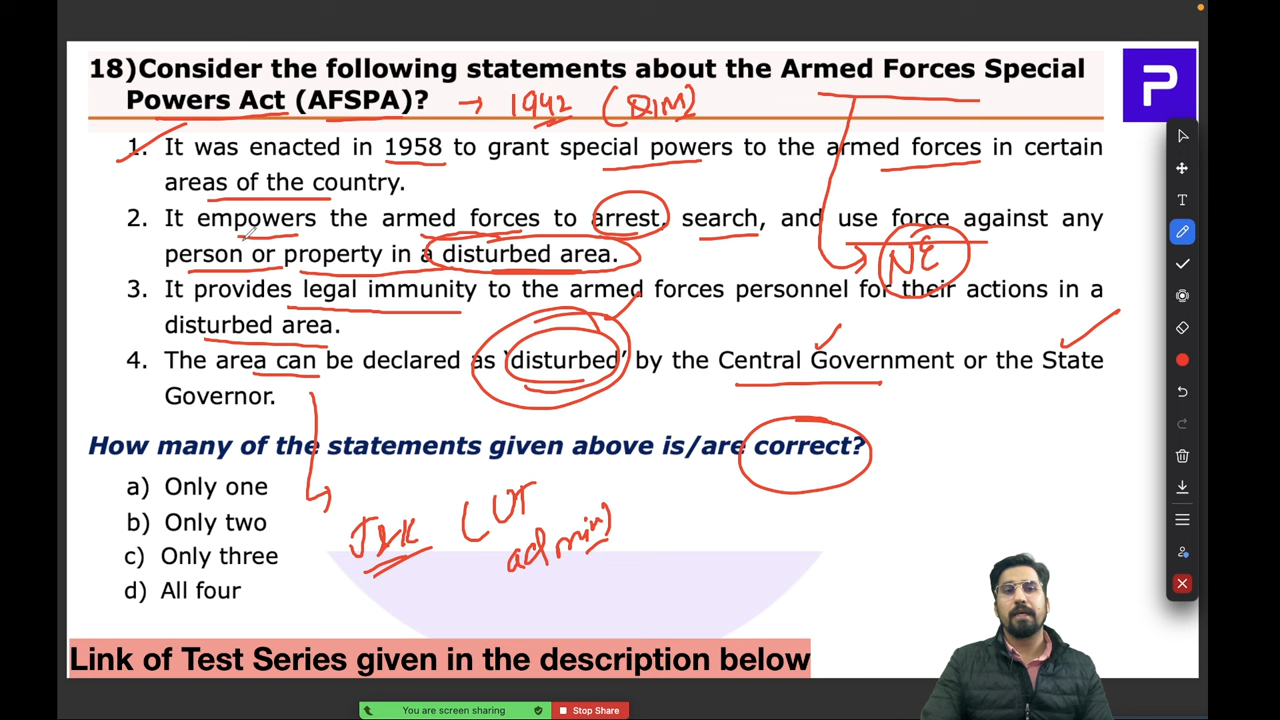 18)Consider the following statements about the Armed Forces Special
Powers Act (AFSPA)? → 1942 (QIM)
1. It was enacted in 1958 to grant special powers to the armed forces in certain
areas of the country.
2. It empowers the armed forces to arrest, search, and use force against any
person or property in a disturbed area.
NE
3. It provides legal immunity to the armed forces personnel for their actions in a
disturbed area.
4. The area can be declared as ‘disturbed’ by the Central Government or the State
Governor.
How many of the statements given above is/are correct?
a) Only one
b) Only two
c) Only three
d) All four
J&K (UT
admin)
Link of Test Series given in the description below
P
T
You are screen sharing
Stop Share